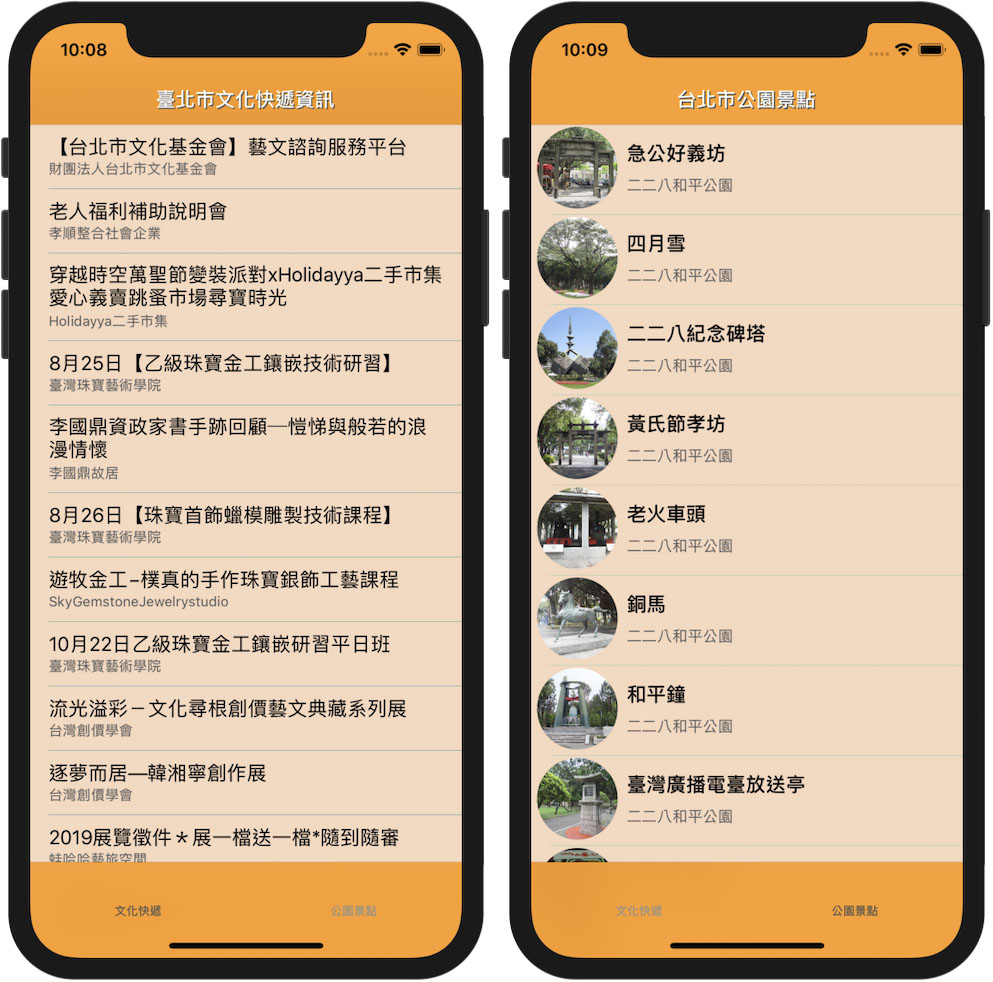 10:08
臺北市文化快遞資訊
【台北市文化基金會】藝文諮詢服務平台
財團法人台北市文化基金會
老人福利補助說明會
孝順整合社會企業
穿越時空萬聖節變裝派對xHolidayya二手市集
愛心義賣跳蚤市場尋寶時光
Holidayya二手市集
8月25日【乙級珠寶金工鑲嵌技術研習】
臺灣珠寶藝術學院
李國鼎資政家書手跡回顧─愷悌與般若的浪
漫情懷
李國鼎故居
8月26日【珠寶首飾蠟模雕製技術課程】
臺灣珠寶藝術學院
遊牧金工–樸真的手作珠寶銀飾工藝課程
SkyGemstoneJewelrystudio
10月22日乙級珠寶金工鑲嵌研習平日班
臺灣珠寶藝術學院
流光溢彩－文化尋根創價藝文典藏系列展
台灣創價學會
逐夢而居—韓湘寧創作展
台灣創價學會
2019展覽徵件＊展一檔送一檔*隨到隨審
蛙哈哈藝旅空間
文化快遞
公園景點
10:09
台北市公園景點
急公好義坊
二二八和平公園
四月雪
二二八和平公園
二二八紀念碑塔
二二八和平公園
黃氏節孝坊
二二八和平公園
老火車頭
二二八和平公園
銅馬
二二八和平公園
和平鐘
二二八和平公園
臺灣廣播電臺放送亭
二二八和平公園
文化快遞
公園景點